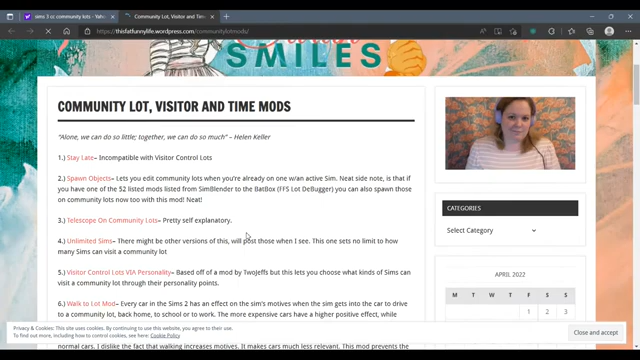 sims 3 cc community lots - Yaho
Community Lot, Visitor and Time
https://thisfatfunnylife.wordpress.com/communitylotmods/
SMILES
COMMUNITY LOT, VISITOR AND TIME MODS
"Alone, we can do so little; together, we can do so much" – Helen Keller
1.) Stay Late– Incompatible with Visitor Control Lots
2.) Spawn Objects– Lets you edit community lots when you're already on one w/an active Sim. Neat side note, is that if
you have one of the 52 listed mods listed from SimBlender to the BatBox (FFS Lot DeBugger) you can also spawn those
on community lots now too with this mod! Neat!
3.) Telescope On Community Lots– Pretty self explanatory.
4.) Unlimited Sims– There might be other versions of this, will post those when I see. This one sets no limit to how
many Sims can visit a community lot
5.) Visitor Control Lots VIA Personality– Based off of a mod by TwoJeffs but this lets you choose what kinds of Sims can
visit a community lot through their personality points.
6.) Walk to Lot Mod– Every car in the Sims 2 has an effect on the sim's motives when the sim gets into the car to drive
to a community lot, back home, to school or to work. The more expensive cars have a higher positive effect, while
normal cars. I dislike the fact that walking increases motives. It makes cars much less relevant. This mod prevents the
CATEGORIES
Select Category
APRIL 2022
M T W T F S S
1 2 3
Privacy & Cookies: This site uses cookies. By continuing to use this website, you agree to their use.
To find out more, including how to control cookies, see here: Cookie Policy
Close and accept